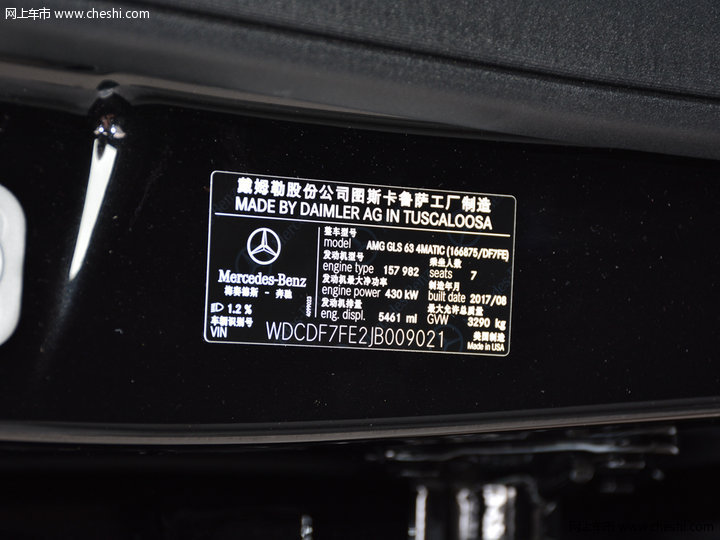 网上车市 www.cheshi.com
戴姆勒股份公司图斯卡鲁萨工厂制造
MADE BY DAIMLER AG IN TUSCALOOSA
Mercedes-Benz
梅赛德斯 - 奔驰
1.2 %
车辆识别号
VIN WDCDF7FE2JB009021
整车型号
model AMG GLS 63 4MATIC (166875/DF7FE)
发动机型号 乘坐人数
engine type 157 982 seats 7
发动机最大净功率 制造年月
engine power 430 kW built date 2017/08
发动机排量 最大允许总质量
eng. displ. 5461 ml GVW 3290 kg
美国制造
Made in USA
网上车市 www.cheshi.com